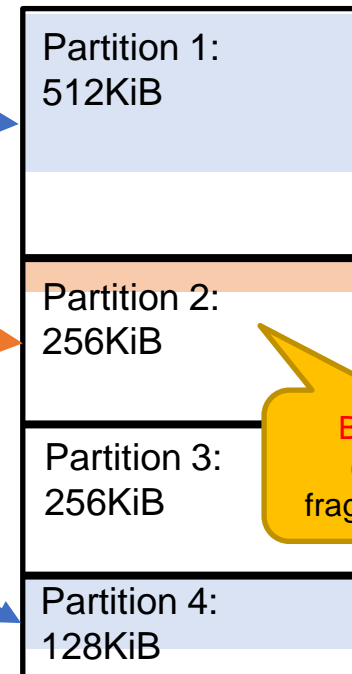 Partition 1:
512KiB
Partition 2:
256KiB
Partition 3:
256KiB
Partition 4:
128KiB